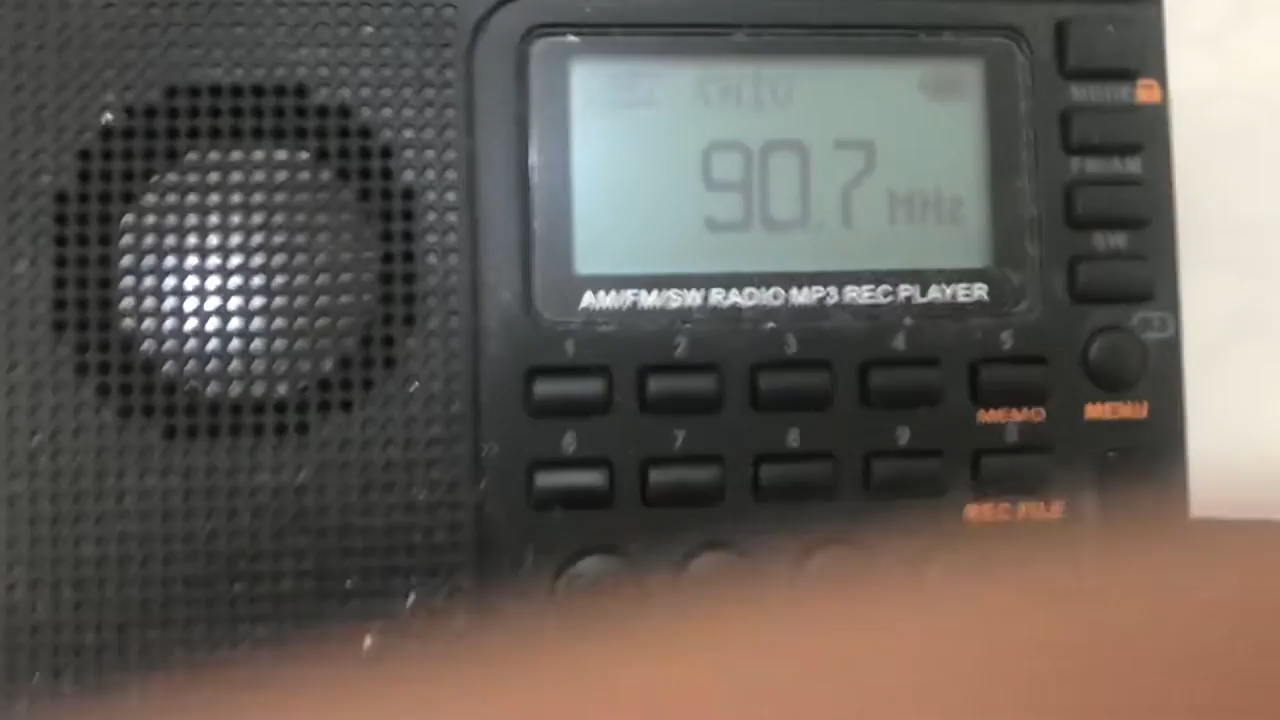 90.7 MHz
AM/FM/SW RADIO MP3 REC PLAYER
1 2 3 4 5
MEMO
MENU
6 7 8 9
REC FILE